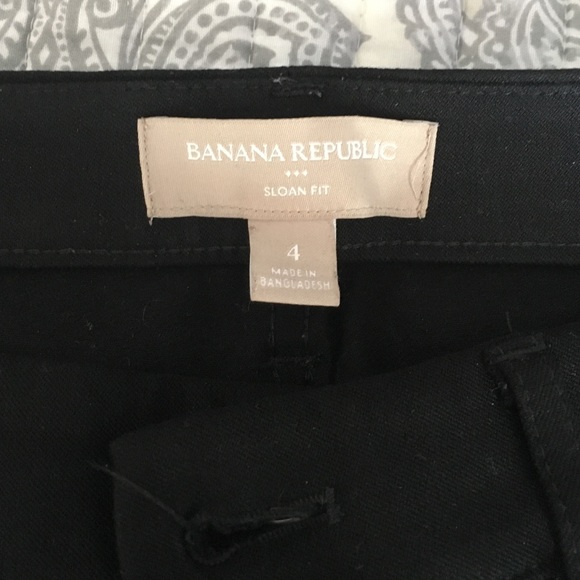 BANANA REPUBLIC
SLOAN FIT
4
MADE IN
BANGLADESH